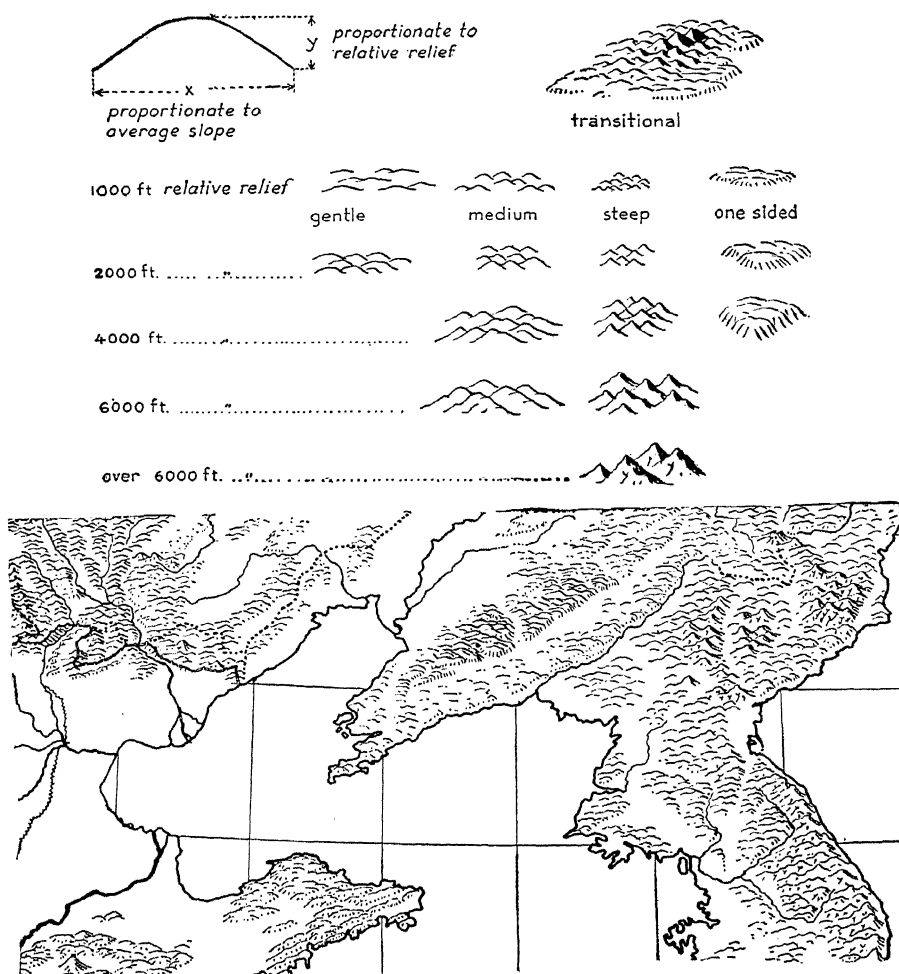 y
proportionate to
relative relief
x
proportionate to
average slope
transitional
1000 ft relative relief
gentle
medium
steep
one sided
2000 ft. ..... „ ............
4000 ft. ....... „ ..............................
6000 ft. ....... „ ..............................
over 6000 ft. .. „ ..............................